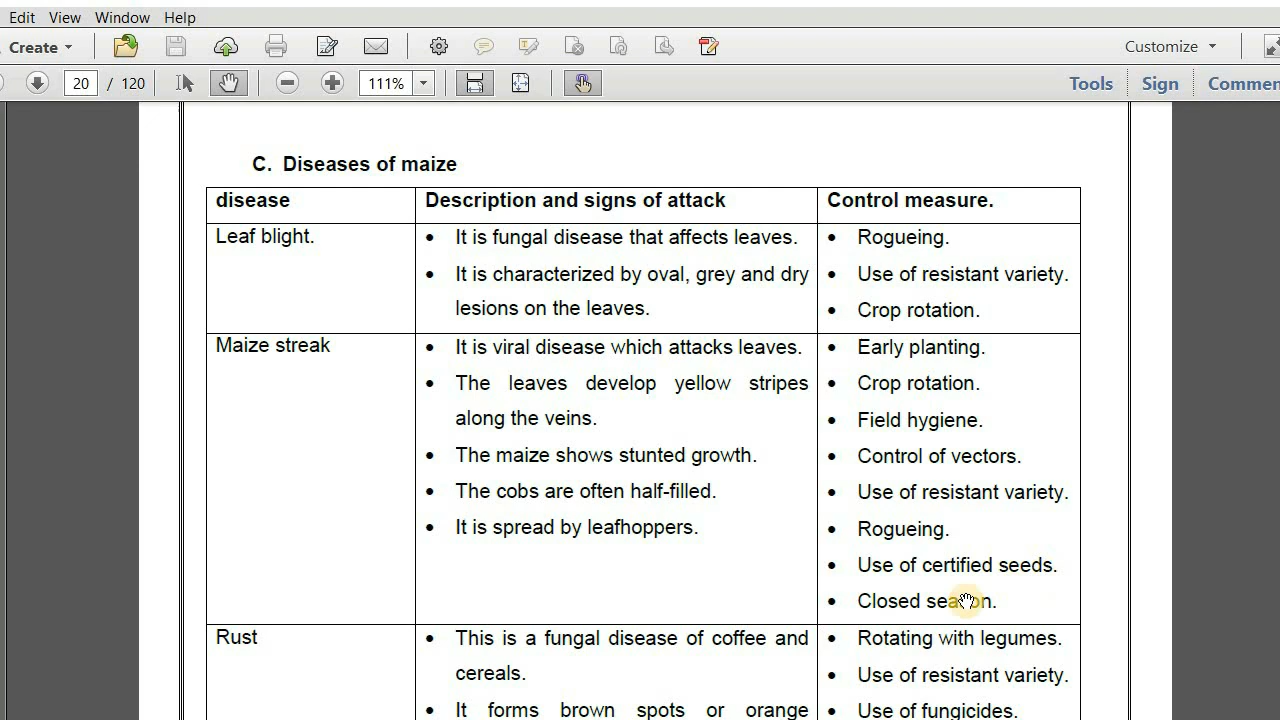 Edit View Window Help
Create
Customize
20 / 120
111%
Tools Sign Commen
C. Diseases of maize
disease
Description and signs of attack
Control measure.
Leaf blight.
• It is fungal disease that affects leaves.
• It is characterized by oval, grey and dry
lesions on the leaves.
• Rogueing.
• Use of resistant variety.
• Crop rotation.
Maize streak
• It is viral disease which attacks leaves.
• The leaves develop yellow stripes
along the veins.
• The maize shows stunted growth.
• The cobs are often half-filled.
• It is spread by leafhoppers.
• Early planting.
• Crop rotation.
• Field hygiene.
• Control of vectors.
• Use of resistant variety.
• Rogueing.
• Use of certified seeds.
• Closed season.
Rust
• This is a fungal disease of coffee and
cereals.
• It forms brown spots or orange
• Rotating with legumes.
• Use of resistant variety.
• Use of fungicides.